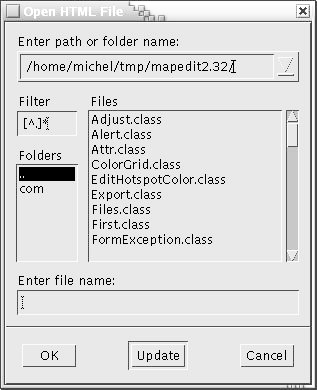 Open HTML File
Enter path or folder name:
/home/michel/tmp/mapedit2.32/
Filter
Files
[^.]*
Adjust.class
Alert.class
Attr.class
ColorGrid.class
EditHotspotColor.class
Export.class
Files.class
First.class
FormException.class
Folders
..
com
Enter file name:
OK
Update
Cancel